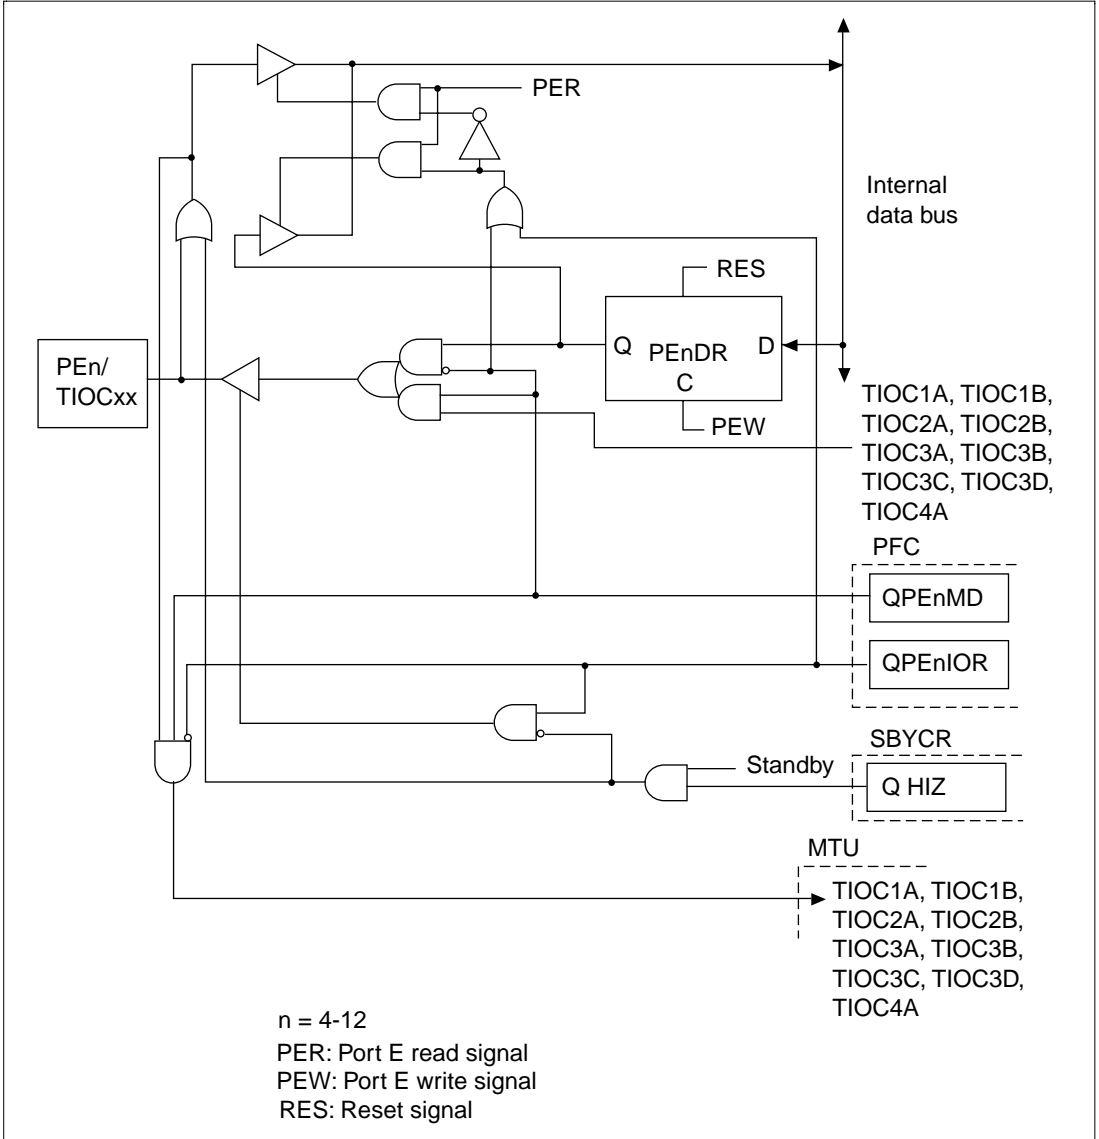 PER
Internal
data bus
RES
Q
PEnDR
D
C
PEn/
TIOCxx
PEW
TIOC1A, TIOC1B,
TIOC2A, TIOC2B,
TIOC3A, TIOC3B,
TIOC3C, TIOC3D,
TIOC4A
PFC
QPEnMD
QPEnIOR
SBYCR
Standby
Q HIZ
MTU
TIOC1A, TIOC1B,
TIOC2A, TIOC2B,
TIOC3A, TIOC3B,
TIOC3C, TIOC3D,
TIOC4A
n = 4-12
PER: Port E read signal
PEW: Port E write signal
RES: Reset signal